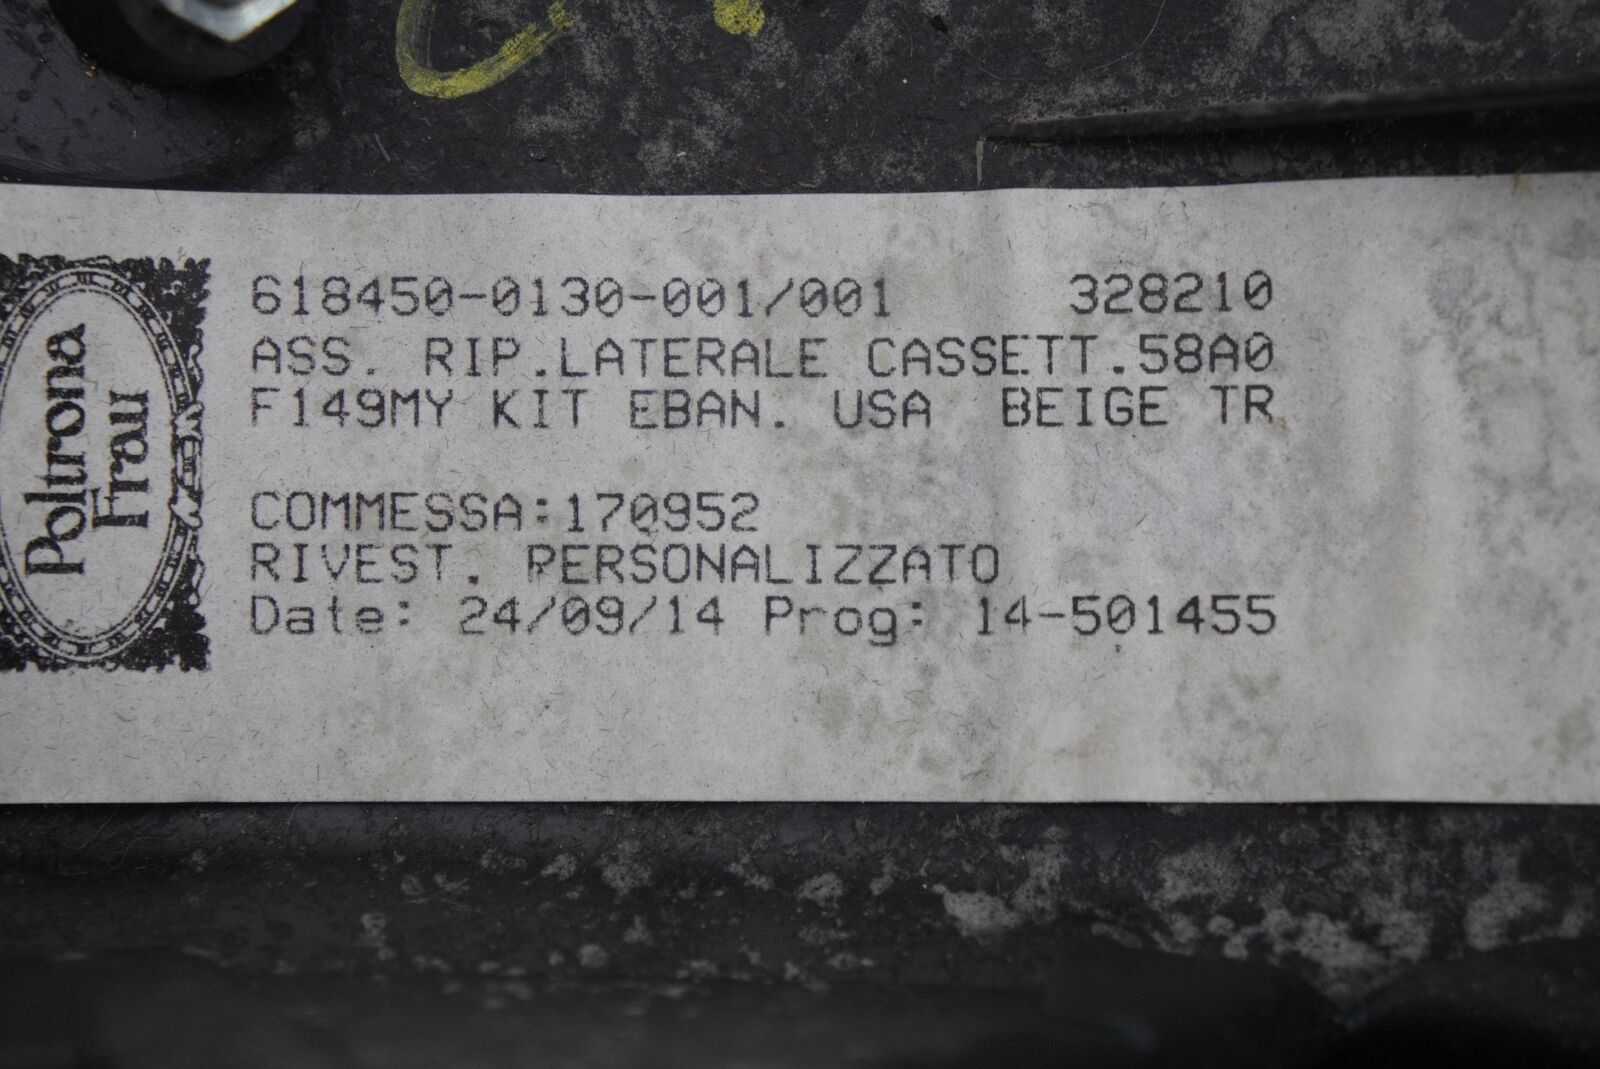 Poltrona
Frau
618450-0130-001/001 328210
ASS. RIP.LATERALE CASSETT.58A0
F149MY KIT EBAN. USA BEIGE TR
COMMESSA:170952
RIVEST. PERSONALIZZATO
Date: 24/09/14 Prog: 14-501455